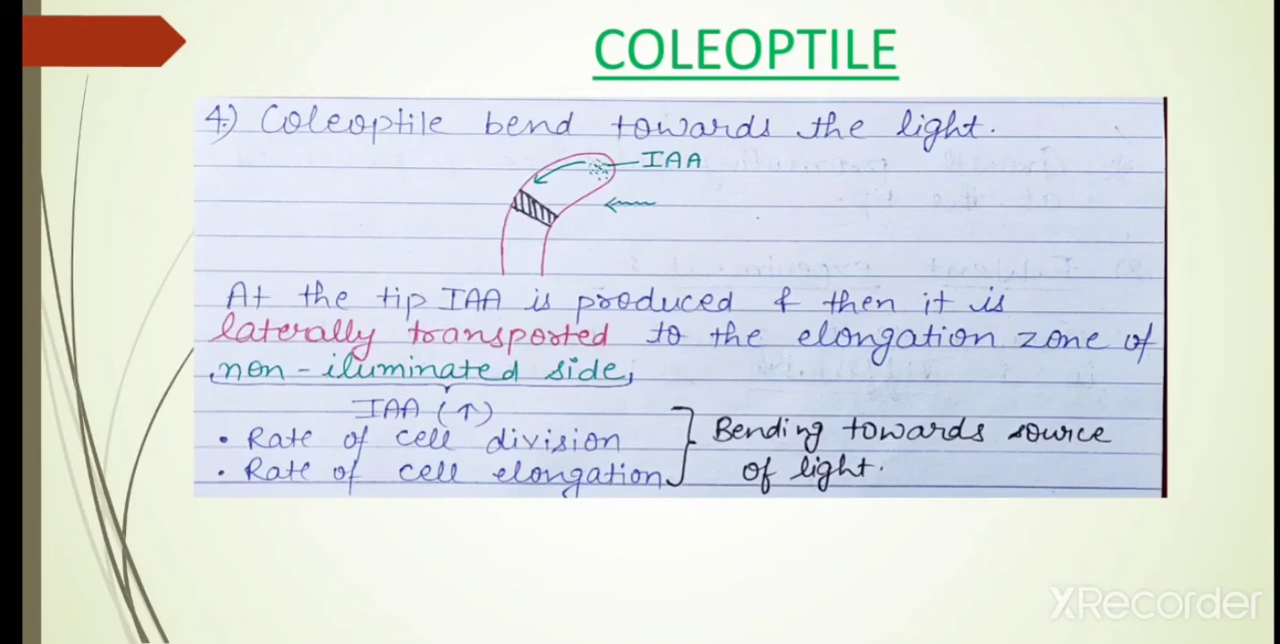 COLEOPTILE
4.) Coleoptile bend towards the light.
IAA
At the tip IAA is produced & then it is
laterally transported to the elongation zone of
non-iluminated side,
IAA (↑)
• Rate of cell division
• Rate of cell elongation
Bending towards source
of light.
XRecorder